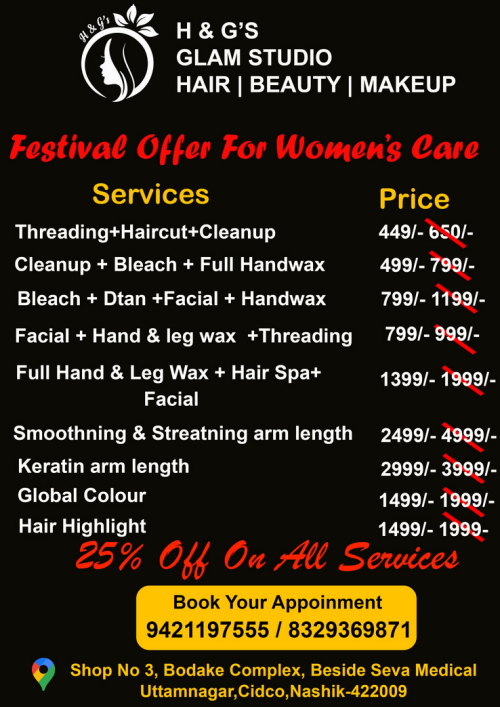 H & G's
H & G'S
GLAM STUDIO
HAIR | BEAUTY | MAKEUP
Festival Offer For Women's Care
Services Price
Threading+Haircut+Cleanup 449/- 650/-
Cleanup + Bleach + Full Handwax 499/- 799/-
Bleach + Dtan +Facial + Handwax 799/- 1199/-
Facial + Hand & leg wax +Threading 799/- 999/-
Full Hand & Leg Wax + Hair Spa+ 1399/- 1999/-
Facial
Smoothning & Streatning arm length 2499/- 4999/-
Keratin arm length 2999/- 3999/-
Global Colour 1499/- 1999/-
Hair Highlight 1499/- 1999-
25% Off On All Services
Book Your Appoinment
9421197555 / 8329369871
Shop No 3, Bodake Complex, Beside Seva Medical
Uttamnagar,Cidco,Nashik-422009